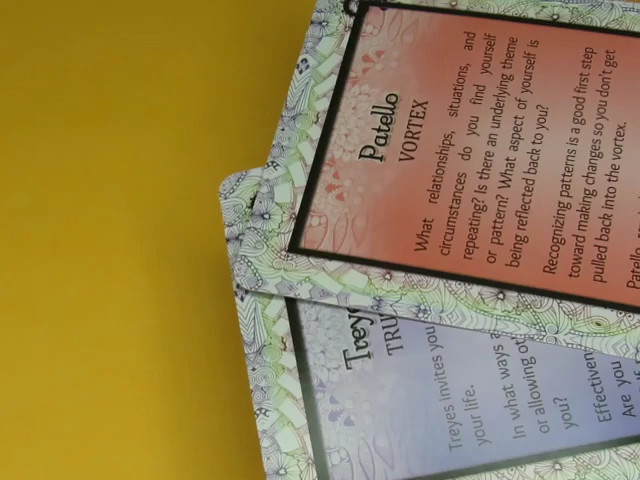 Patello
VORTEX
What relationships, situations, and
circumstances do you find yourself
repeating? Is there an underlying theme
or pattern? What aspect of yourself is
being reflected back to you?
Recognizing patterns is a good first step
toward making changes so you don't get
pulled back into the vortex.
Patello
Treyes invites you
your life.
In what ways
or allowing
you?
Are you